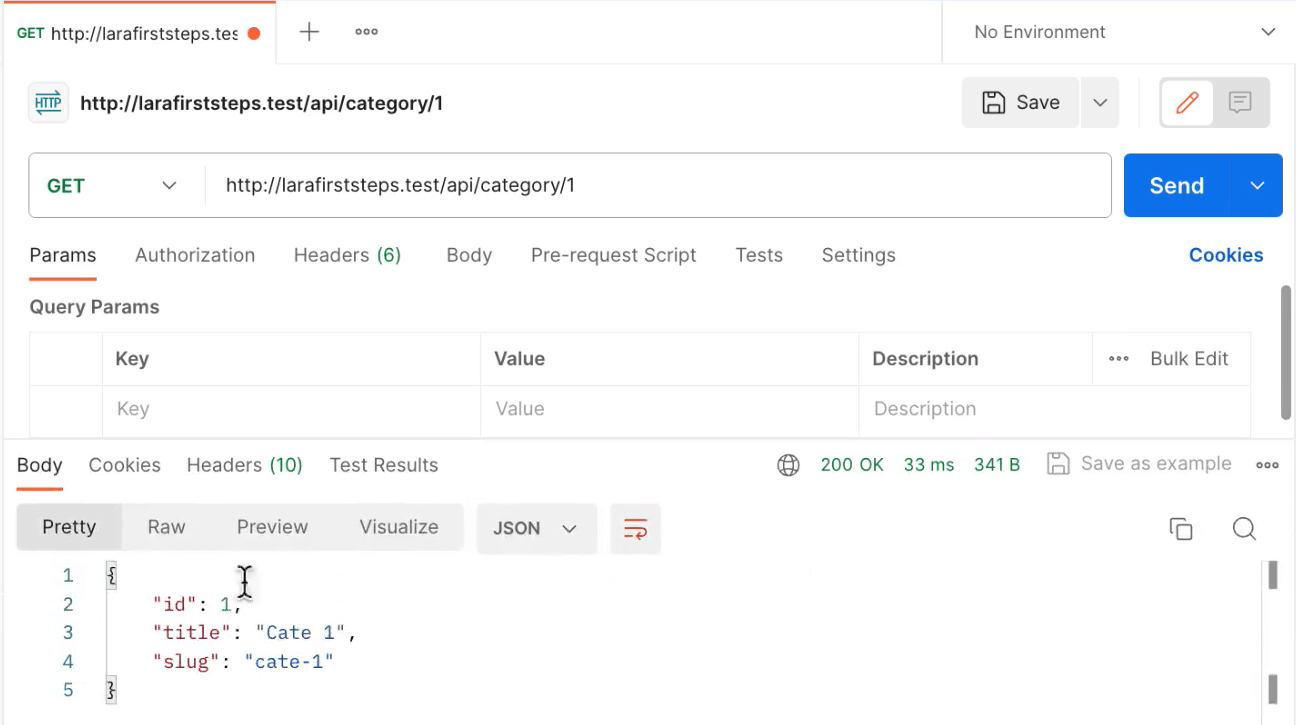 GET http://larafirststeps.tes
No Environment
HTTP http://larafirststeps.test/api/category/1
Save
GET http://larafirststeps.test/api/category/1 Send
Params Authorization Headers (6) Body Pre-request Script Tests Settings Cookies
Query Params
Key Value Description Bulk Edit
Key Value Description
Body Cookies Headers (10) Test Results 200 OK 33 ms 341 B Save as example
Pretty Raw Preview Visualize JSON
1 {
2 "id": 1,
3 "title": "Cate 1",
4 "slug": "cate-1"
5 }